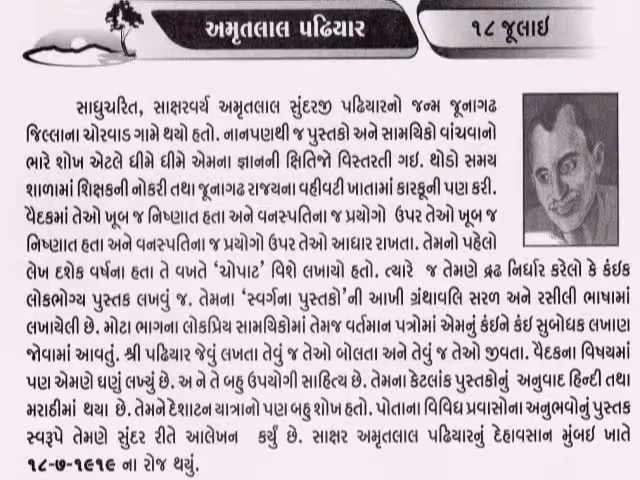 અમૃતલાલ પઢિયાર
૧૮ જૂલાઇ
સાધુચરિત, સાક્ષરવર્ય અમૃતલાલ સુંદરજી પઢિયારનો જન્મ જૂનાગઢ
જિલ્લાના ચોરવાડ ગામે થયો હતો. નાનપણથી જ પુસ્તકો અને સામયિકો વાંચવાનો
ભારે શોખ એટલે ધીમે ધીમે એમના જ્ઞાનની ક્ષિતિજો વિસ્તરતી ગઇ. થોડો સમય
શાળામાં શિક્ષકની નોકરી તથા જૂનાગઢ રાજયના વહીવટી ખાતામાં કારકૂની પણ કરી.
વૈદકમાં તેઓ ખૂબ જ નિષ્ણાત હતા અને વનસ્પતિના જ પ્રયોગો ઉપર તેઓ ખૂબ જ
નિષ્ણાત હતા અને વનસ્પતિના જ પ્રયોગો ઉપર તેઓ આધાર રાખતા. તેમનો પહેલો
લેખ દશેક વર્ષના હતા તે વખતે ‘ચોપાટ’ વિશે લખાયો હતો. ત્યારે જ તેમણે દ્રઢ નિર્ધાર કરેલો કે કંઈક
લોકભોગ્ય પુસ્તક લખવું જ. તેમના ‘સ્વર્ગના પુસ્તકો’ની આખી ગ્રંથાવલિ સરળ અને રસીલી ભાષામાં
લખાયેલી છે. મોટા ભાગના લોકપ્રિય સામયિકોમાં તેમજ વર્તમાન પત્રોમાં એમનું કંઇને કંઇ સુબોધક લખાણ
જોવામાં આવતું. શ્રી પઢિયાર જેવું લખતા તેવું જ તેઓ બોલતા અને તેવું જ તેઓ જીવતા. વૈદકના વિષયમાં
પણ એમણે ઘણું લખ્યું છે. અ ને તે બહુ ઉપયોગી સાહિત્ય છે. તેમના કેટલાંક પુસ્તકોનું અનુવાદ હિન્દી તથા
મરાઠીમાં થયા છે. તેમને દેશાટન યાત્રાનો પણ બહુ શોખ હતો. પોતાના વિવિધ પ્રવાસોના અનુભવોનું પુસ્તક
સ્વરૂપે તેમણે સુંદર રીતે આલેખન કર્યું છે. સાક્ષર અમૃતલાલ પઢિયારનું દેહાવસાન મુંબઇ ખાતે
૧૮-૭-૧૯૧૯ ના રોજ થયું.